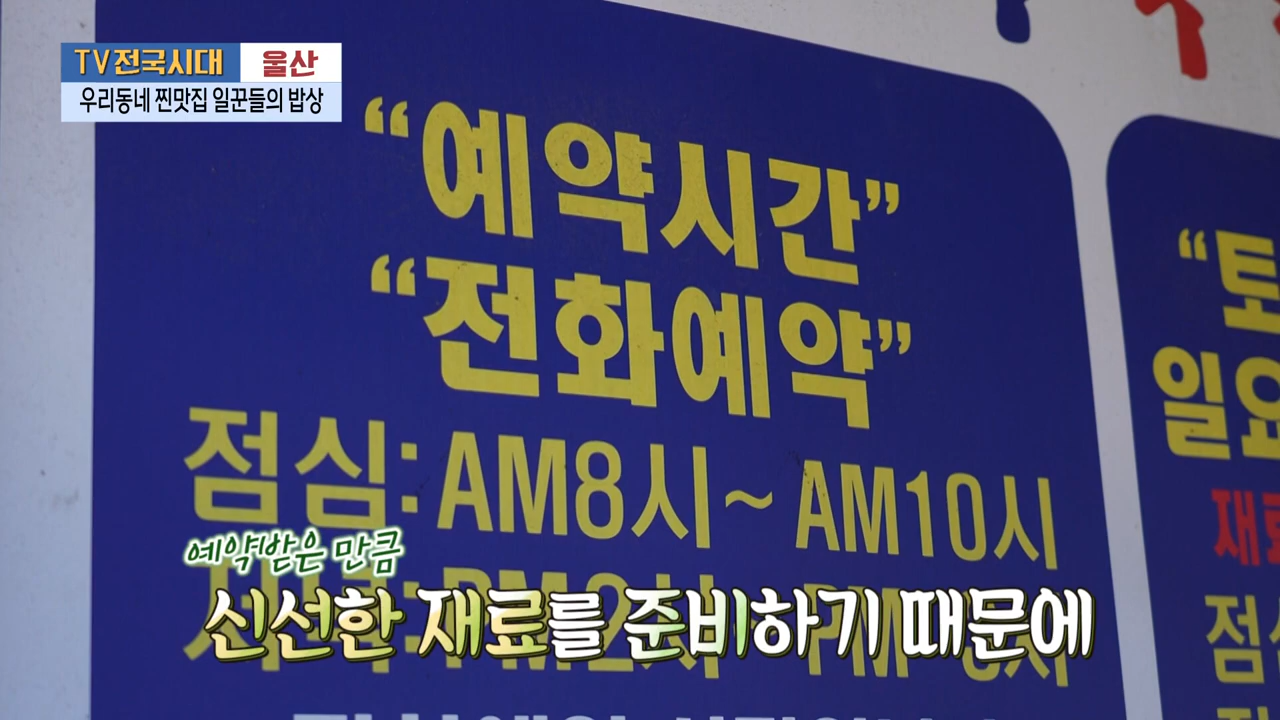 TV전국시대 울산
우리동네 찐맛집 일꾼들의 밥상
“예약시간”
“전화예약”
점심:AM8시~AM10시
예약받은 만큼
신선한 재료를 준비하기 때문에
“토
일요
재료
점심